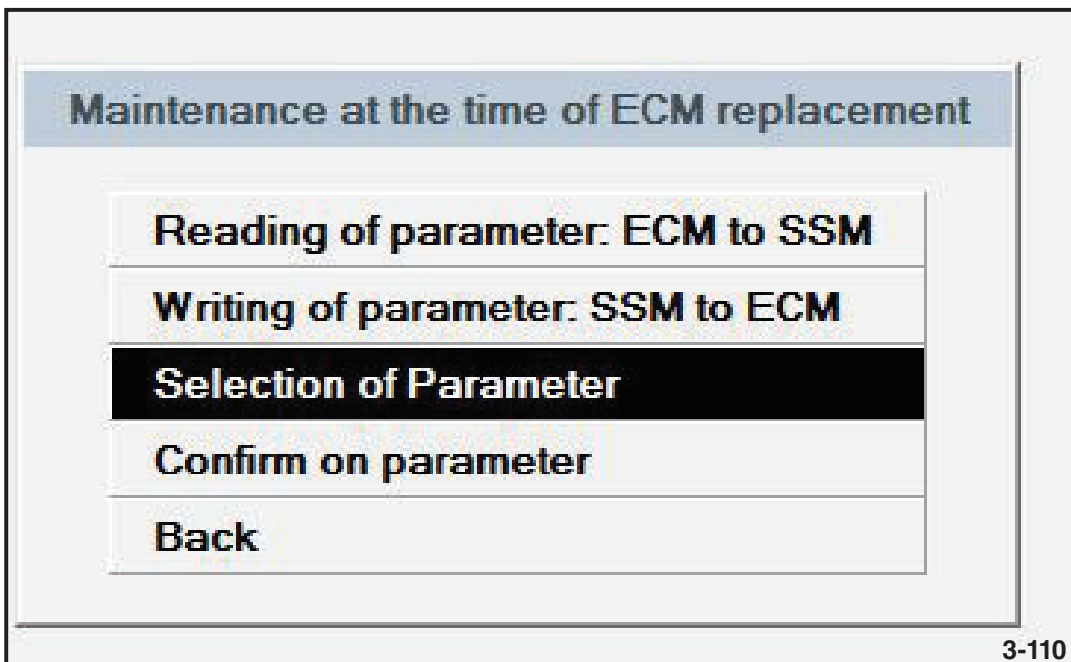 Maintenance at the time of ECM replacement
Reading of parameter: ECM to SSM
Writing of parameter: SSM to ECM
Selection of Parameter
Confirm on parameter
Back
3-110